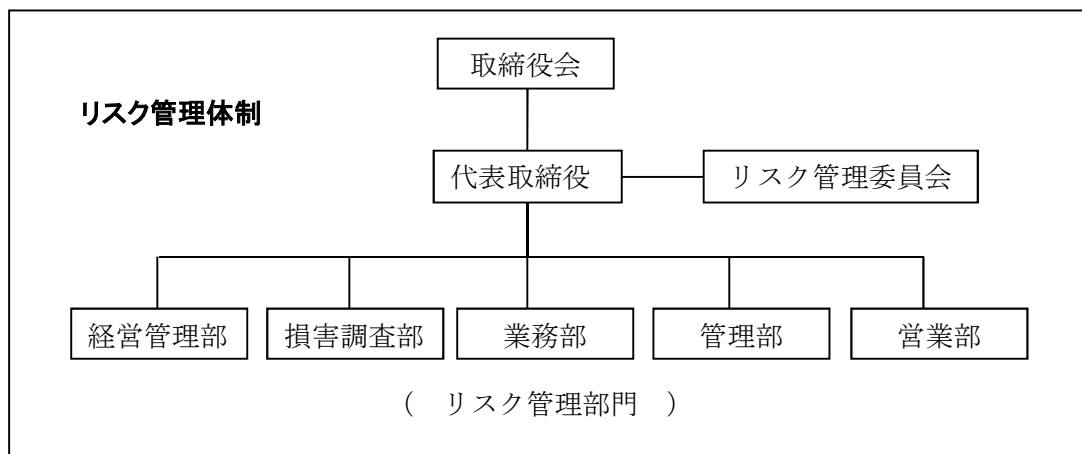 取締役会
リスク管理体制
代表取締役
リスク管理委員会
経営管理部
損害調査部
業務部
管理部
営業部
（　リスク管理部門　）